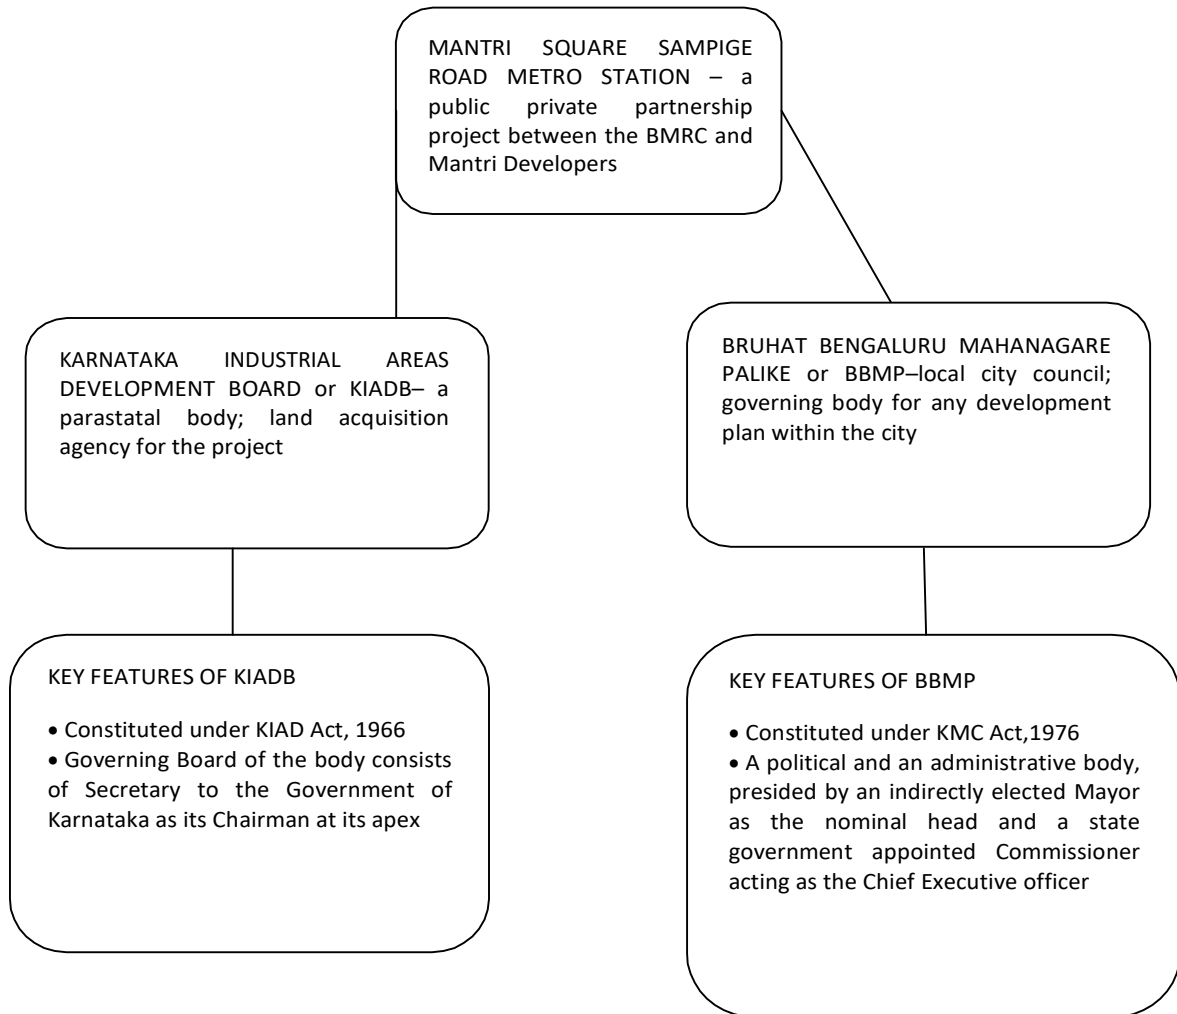 MANTRI SQUARE SAMPIGE
ROAD METRO STATION – a
public private partnership
project between the BMRC and
Mantri Developers
KARNATAKA INDUSTRIAL AREAS
DEVELOPMENT BOARD or KIADB– a
parastatal body; land acquisition
agency for the project
BRUHAT BENGALURU MAHANAGARE
PALIKE or BBMP–local city council;
governing body for any development
plan within the city
KEY FEATURES OF KIADB
• Constituted under KIAD Act, 1966
• Governing Board of the body consists
of Secretary to the Government of
Karnataka as its Chairman at its apex
KEY FEATURES OF BBMP
• Constituted under KMC Act,1976
• A political and an administrative body,
presided by an indirectly elected Mayor
as the nominal head and a state
government appointed Commissioner
acting as the Chief Executive officer